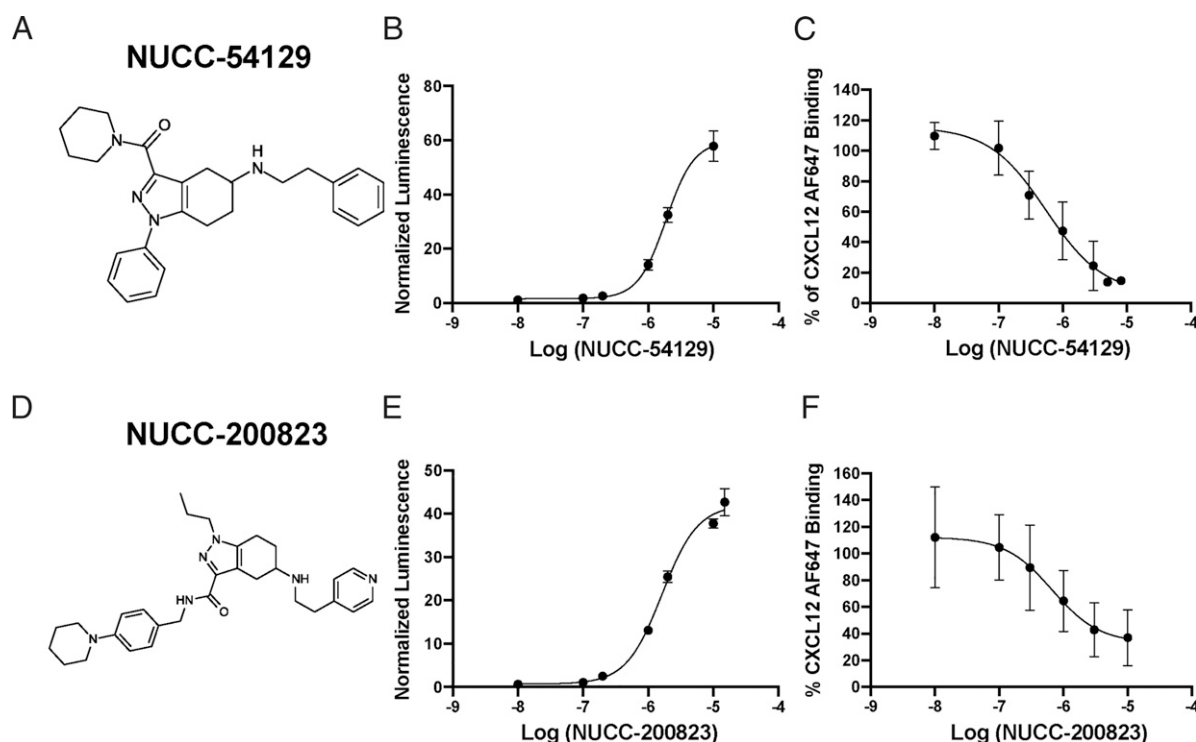 A
NUCC-54129
N
O
N
N
H
N
B
Normalized Luminescence
80
60
40
20
0
-9 -8 -7 -6 -5 -4
Log (NUCC-54129)
C
% of CXCL12 AF647 Binding
140
120
100
80
60
40
20
0
-9 -8 -7 -6 -5 -4
Log (NUCC-54129)
D
NUCC-200823
N
N
NH
N
HN
O
N
E
Normalized Luminescence
50
40
30
20
10
0
-9 -8 -7 -6 -5 -4
Log (NUCC-200823)
F
% CXCL12 AF647 Binding
160
140
120
100
80
60
40
20
0
-9 -8 -7 -6 -5 -4
Log (NUCC-200823)